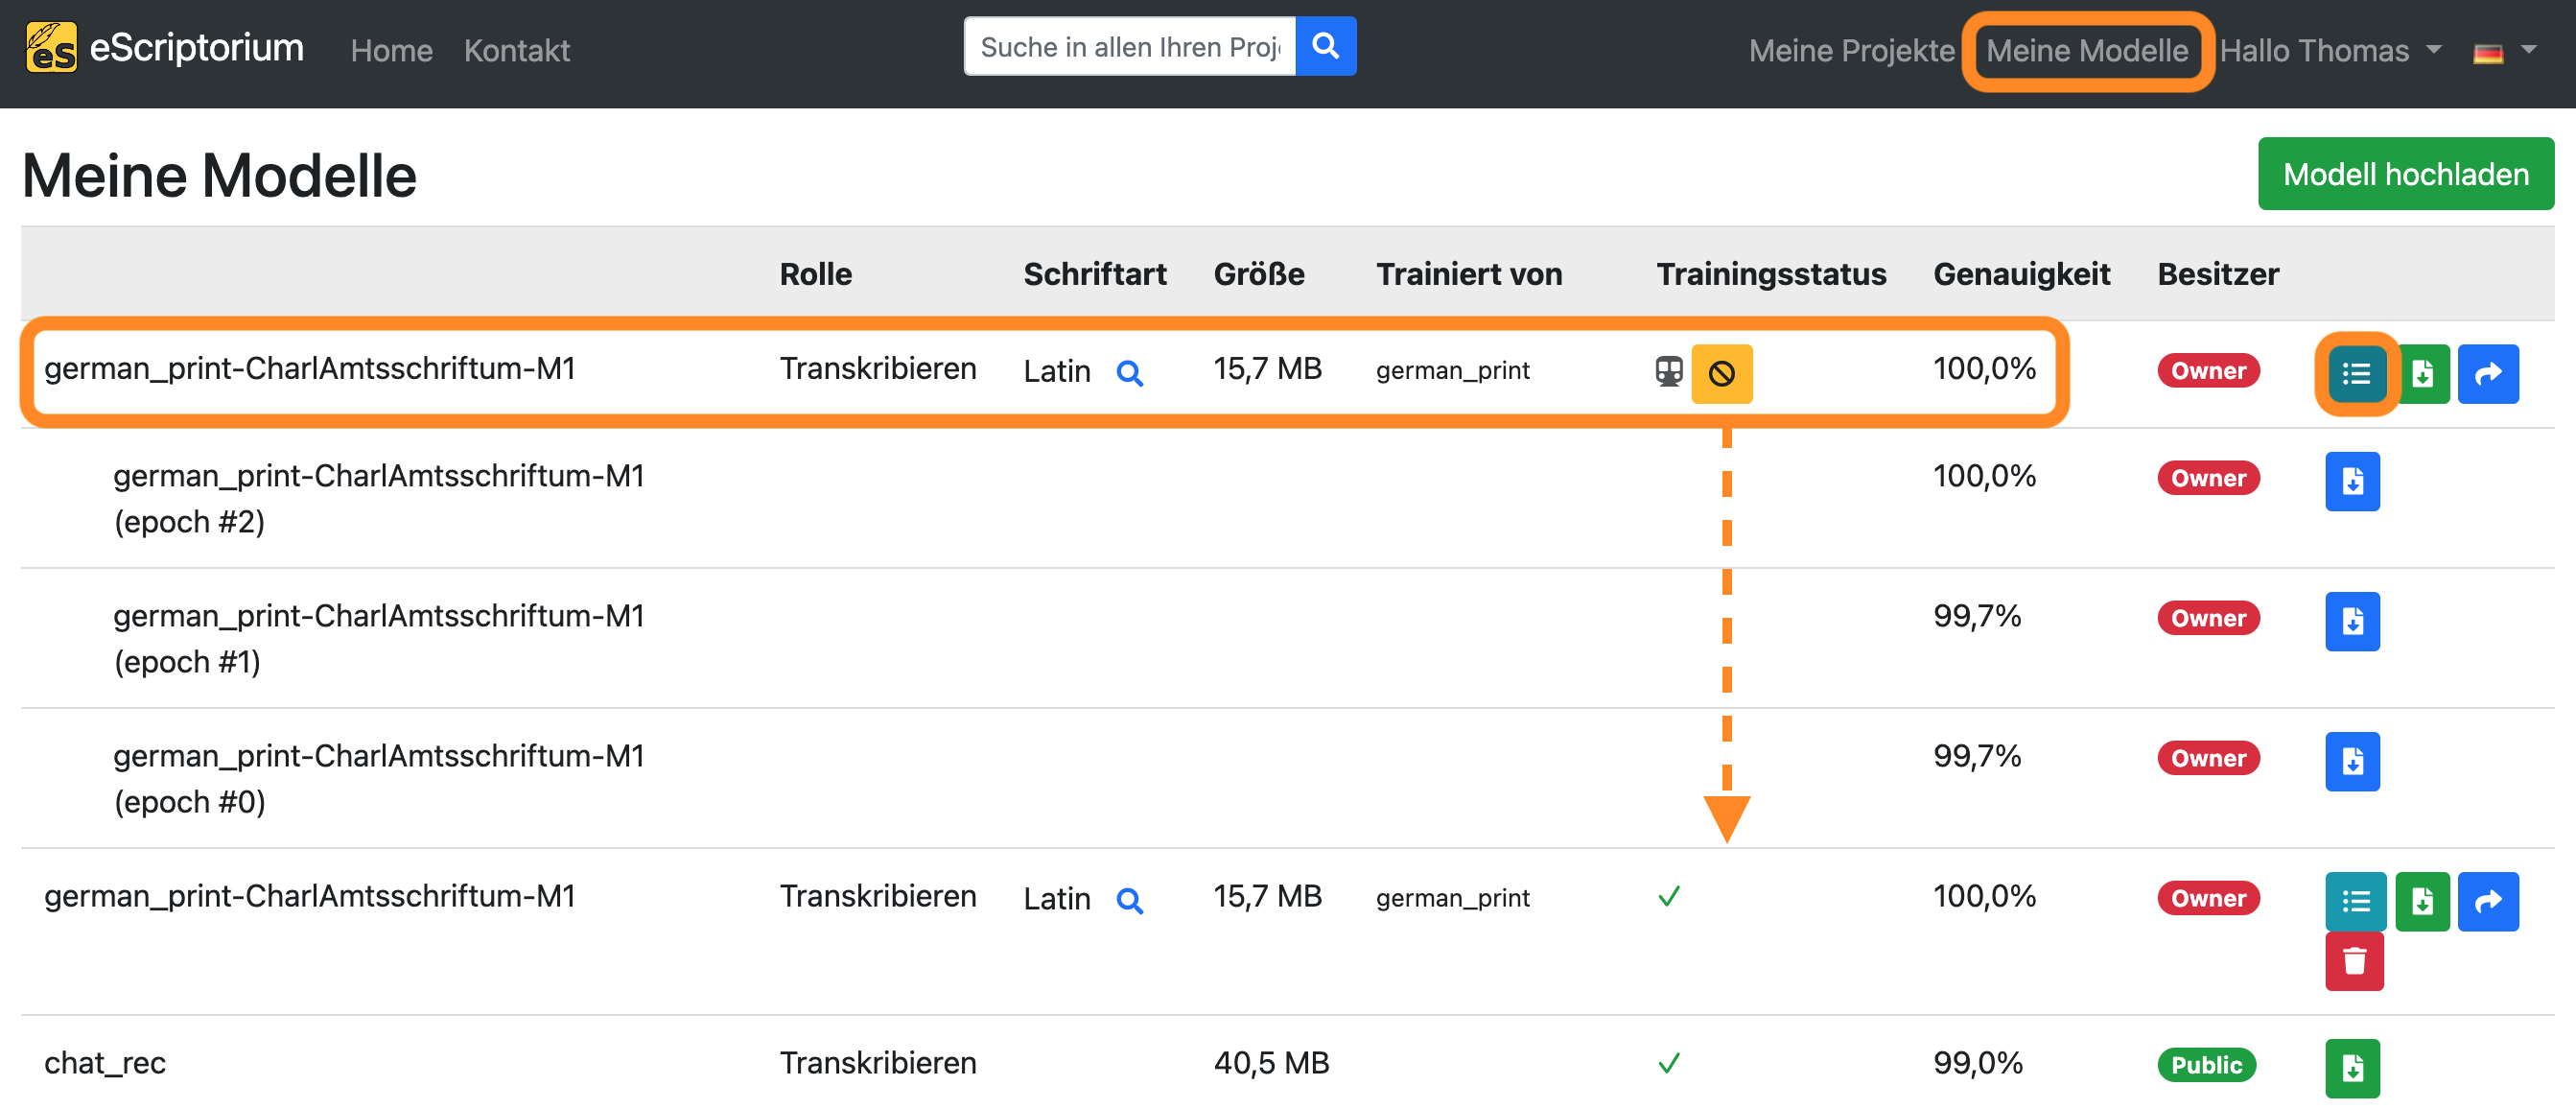 eS eScriptorium Home Kontakt Suche in allen Ihren Proj Meine Projekte Meine Modelle Hallo Thomas
Meine Modelle Modell hochladen
Rolle Schriftart Größe Trainiert von Trainingsstatus Genauigkeit Besitzer
german_print-CharlAmtsschriftum-M1 Transkribieren Latin 15,7 MB german_print 100,0% Owner
german_print-CharlAmtsschriftum-M1 100,0% Owner
(epoch #2)
german_print-CharlAmtsschriftum-M1 99,7% Owner
(epoch #1)
german_print-CharlAmtsschriftum-M1 99,7% Owner
(epoch #0)
german_print-CharlAmtsschriftum-M1 Transkribieren Latin 15,7 MB german_print 100,0% Owner
chat_rec Transkribieren 40,5 MB 99,0% Public